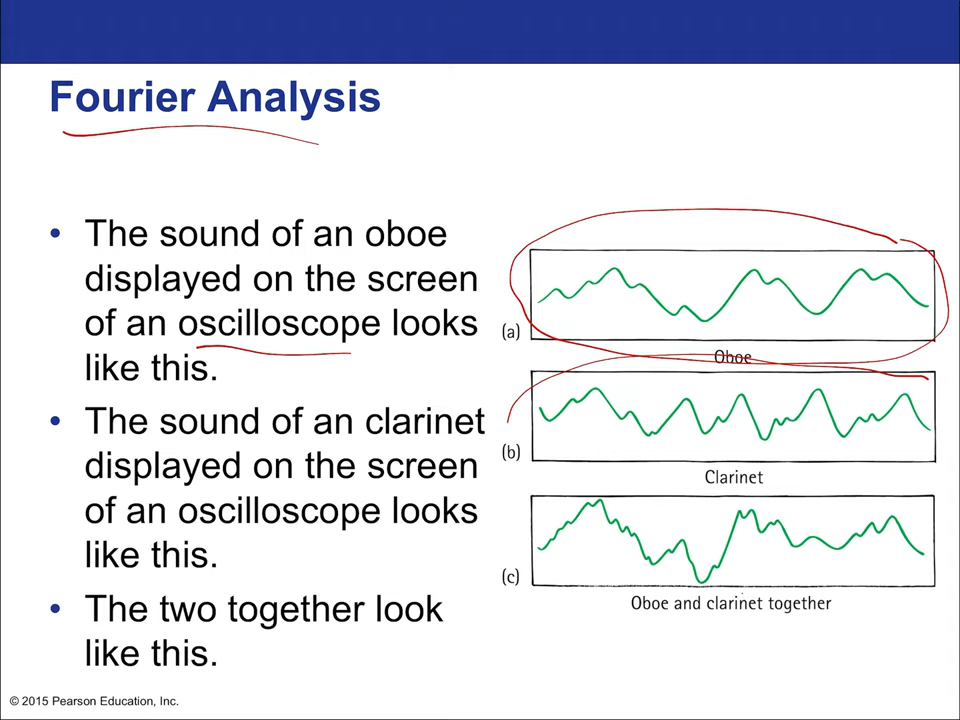 Fourier Analysis
• The sound of an oboe
displayed on the screen
of an oscilloscope looks
like this.
• The sound of an clarinet
displayed on the screen
of an oscilloscope looks
like this.
• The two together look
like this.
(a)
Oboe
(b)
Clarinet
(c)
Oboe and clarinet together
© 2015 Pearson Education, Inc.